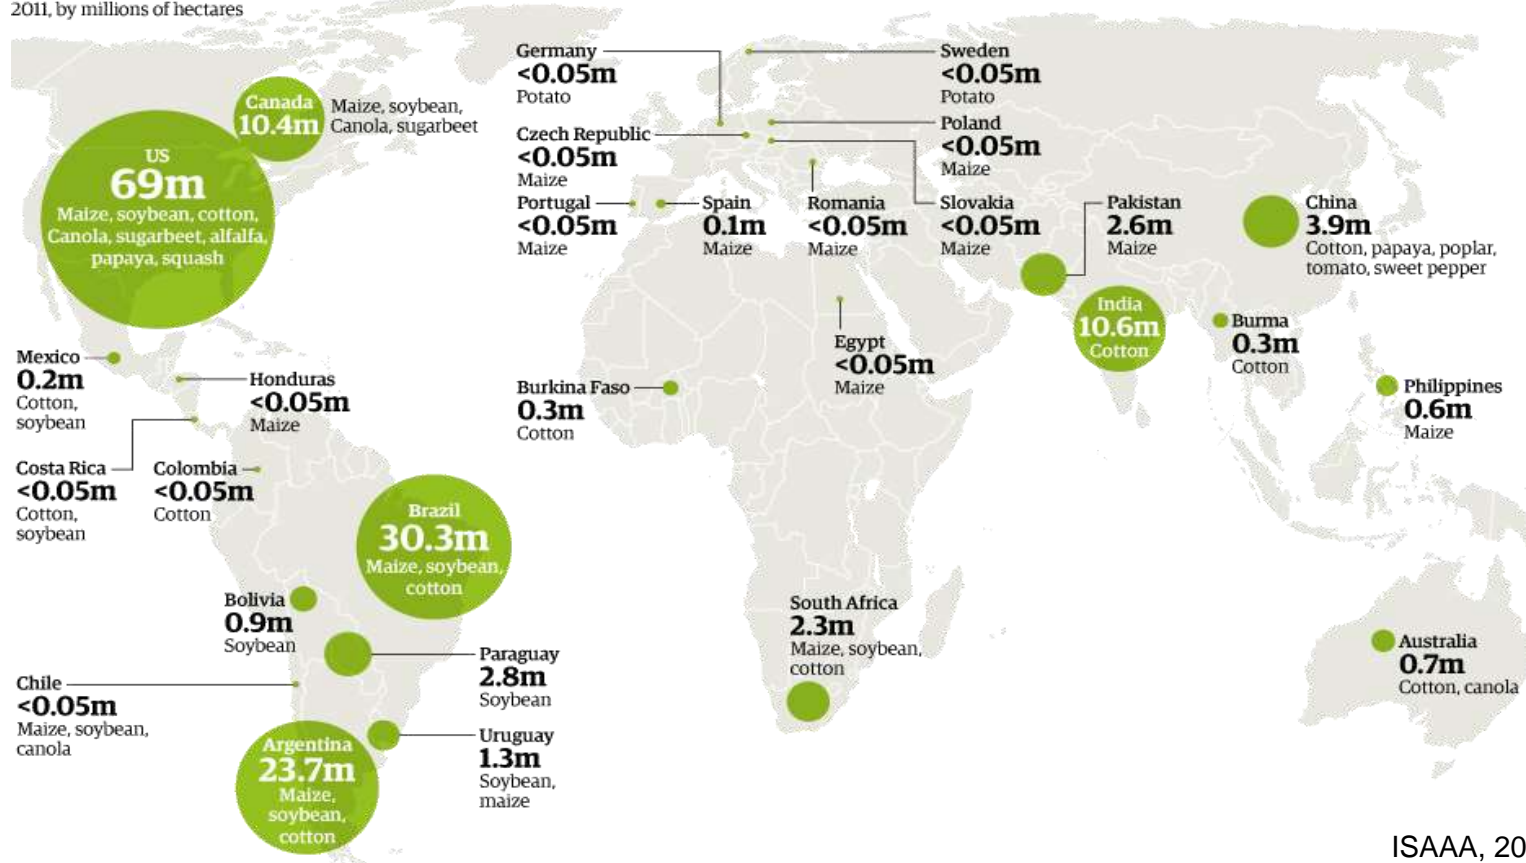 2011, by millions of hectares
Canada
10.4m
Maize, soybean,
Canola, sugarbeet
US
69m
Maize, soybean, cotton,
Canola, sugarbeet, alfalfa,
papaya, squash
Mexico
0.2m
Cotton,
soybean
Honduras
<0.05m
Maize
Costa Rica
<0.05m
Cotton,
soybean
Colombia
<0.05m
Cotton
Brazil
30.3m
Maize, soybean,
cotton
Bolivia
0.9m
Soybean
Paraguay
2.8m
Soybean
Chile
<0.05m
Maize, soybean,
canola
Argentina
23.7m
Maize,
soybean,
cotton
Uruguay
1.3m
Soybean,
maize
Germany
<0.05m
Potato
Sweden
<0.05m
Potato
Czech Republic
<0.05m
Maize
Poland
<0.05m
Maize
Portugal
<0.05m
Maize
Spain
0.1m
Maize
Romania
<0.05m
Maize
Slovakia
<0.05m
Maize
Pakistan
2.6m
Maize
China
3.9m
Cotton, papaya, poplar,
tomato, sweet pepper
India
10.6m
Cotton
Burma
0.3m
Cotton
Egypt
<0.05m
Maize
Burkina Faso
0.3m
Cotton
Philippines
0.6m
Maize
South Africa
2.3m
Maize, soybean,
cotton
Australia
0.7m
Cotton, canola
ISAAA, 20